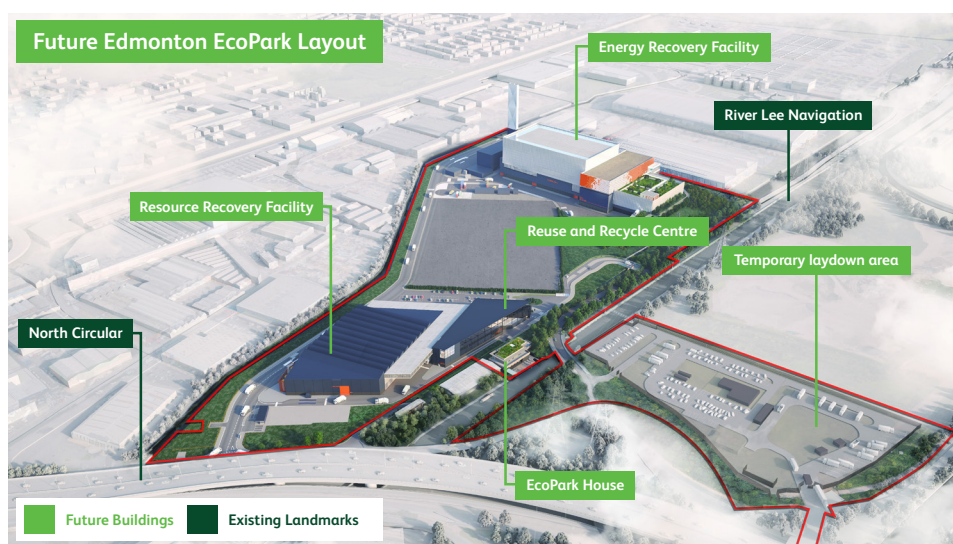 Future Edmonton EcoPark Layout
Energy Recovery Facility
River Lee Navigation
Resource Recovery Facility
Reuse and Recycle Centre
Temporary laydown area
North Circular
EcoPark House
Future Buildings
Existing Landmarks